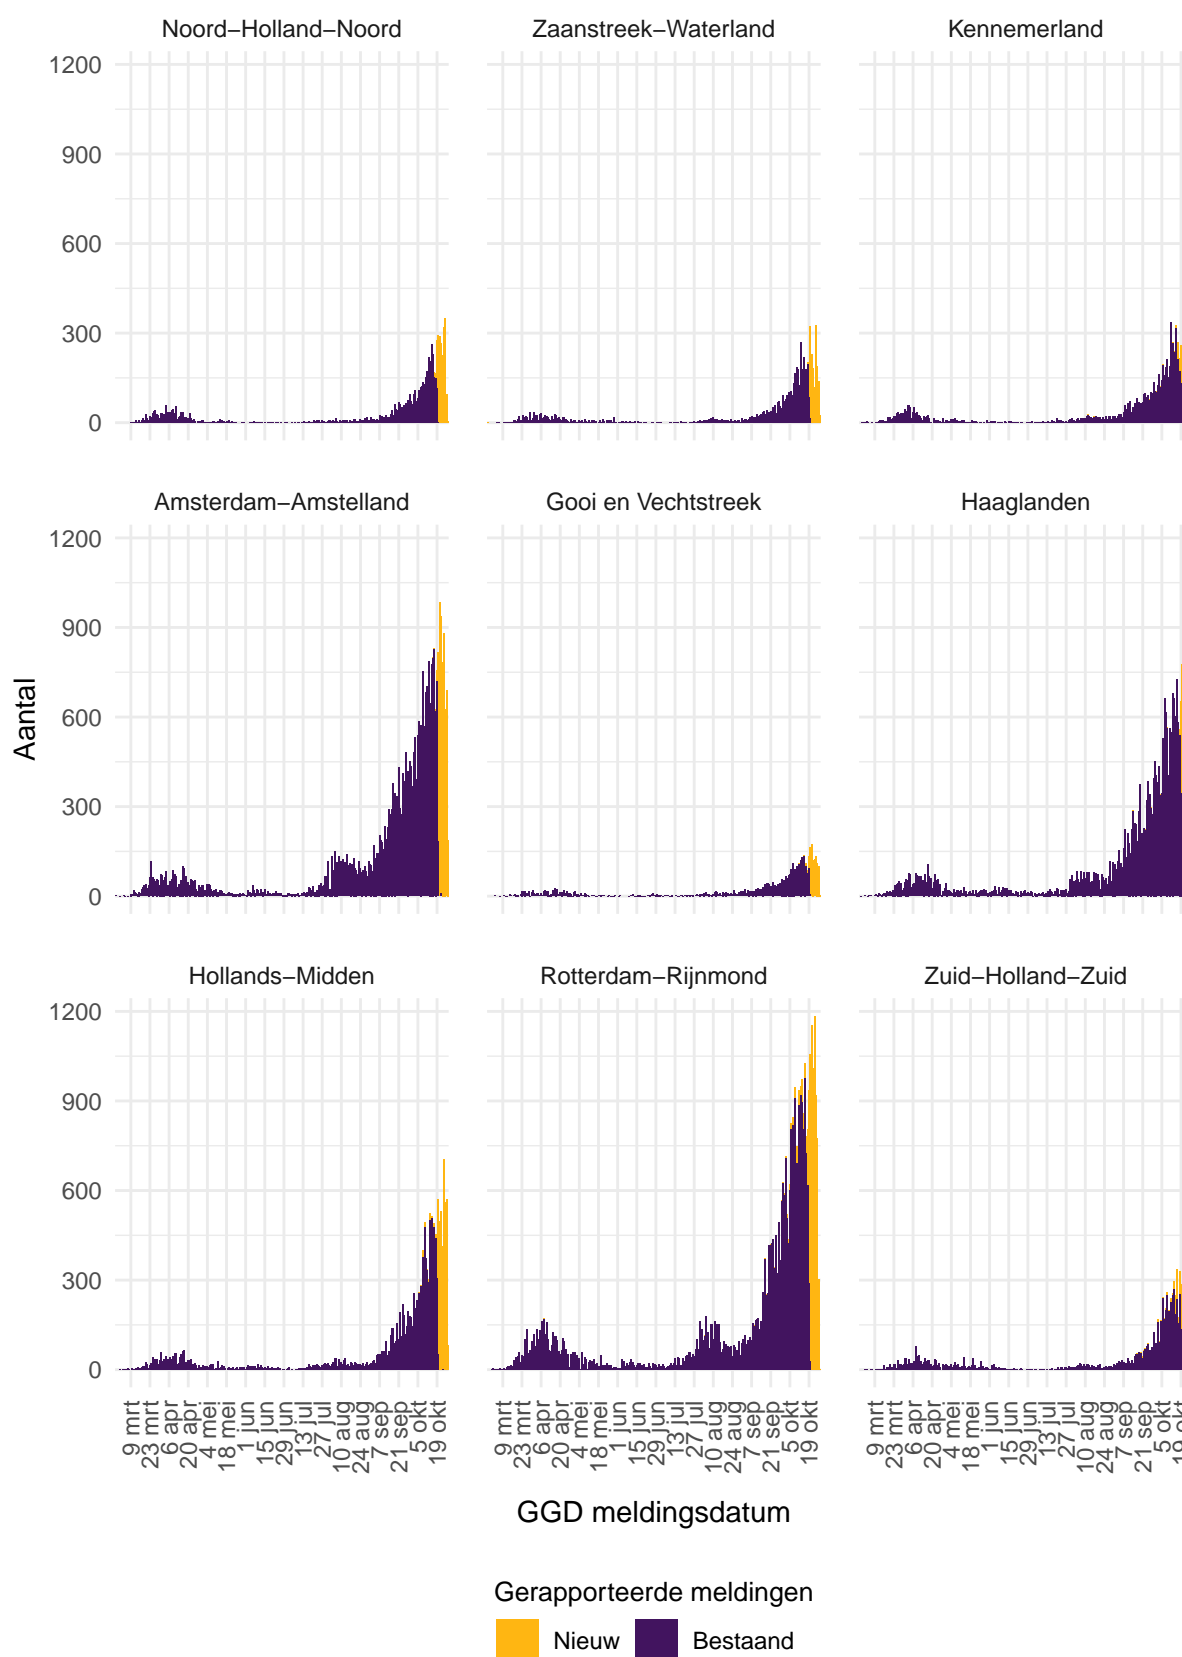 Noord−Holland−Noord Zaanstreek−Waterland Kennemerland
1200
900
600
300
0
Amsterdam−Amstelland Gooi en Vechtstreek Haaglanden
1200
900
600
300
0
Aantal
Hollands−Midden Rotterdam−Rijnmond Zuid−Holland−Zuid
1200
900
600
300
0
9 mrt 23 mrt 6 apr 20 apr 4 mei 18 mei 1 jun 15 jun 29 jun 13 jul 27 jul 10 aug 24 aug 7 sep 21 sep 5 okt 19 okt
9 mrt 23 mrt 6 apr 20 apr 4 mei 18 mei 1 jun 15 jun 29 jun 13 jul 27 jul 10 aug 24 aug 7 sep 21 sep 5 okt 19 okt
9 mrt 23 mrt 6 apr 20 apr 4 mei 18 mei 1 jun 15 jun 29 jun 13 jul 27 jul 10 aug 24 aug 7 sep 21 sep 5 okt 19 okt
GGD meldingsdatum
Gerapporteerde meldingen
Nieuw Bestaand